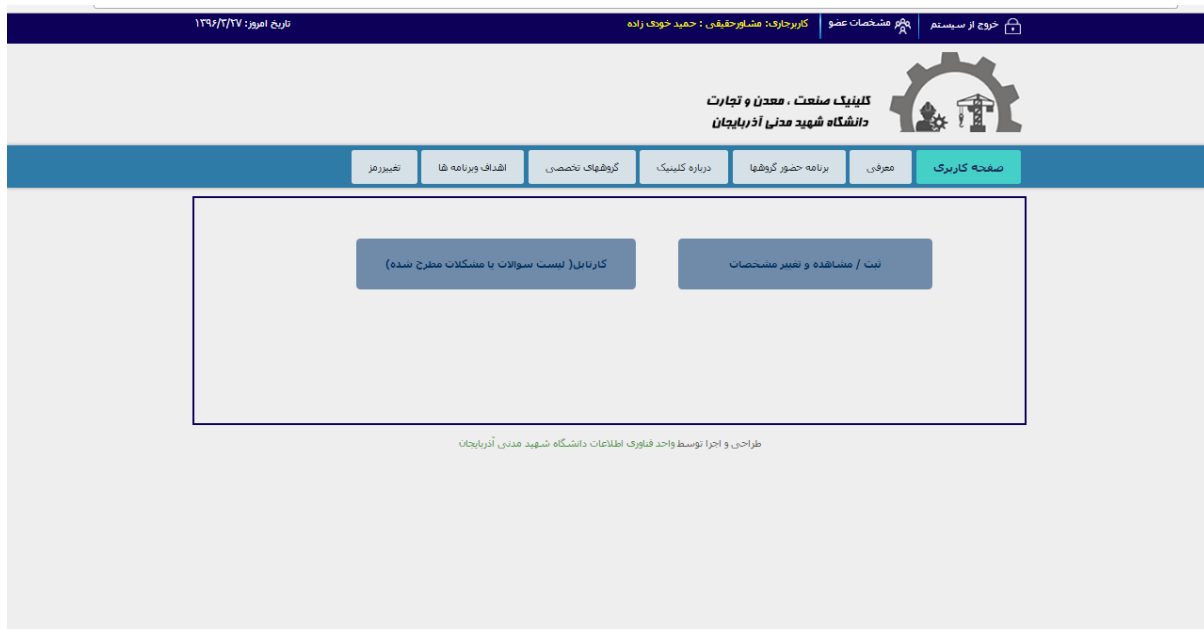 خروج از سیستم
مشخصات عضو
کاربرجاری: مشاورحقیقی : حمید خودی زاده
تاریخ امروز: ۱۳۹۶/۳/۲۷
کلینیک صنعت ، معدن و تجارت
دانشگاه شهید مدنی آذربایجان
صفحه کاربری
معرفی
برنامه حضور گروهها
درباره کلینیک
گروههای تخصصی
اهداف وبرنامه ها
تغییررمز
ثبت / مشاهده و تغییر مشخصات
کارتابل( لیست سوالات یا مشکلات مطرح شده)
طراحی و اجرا توسط واحد فناوری اطلاعات دانشگاه شهید مدنی آذربایجان